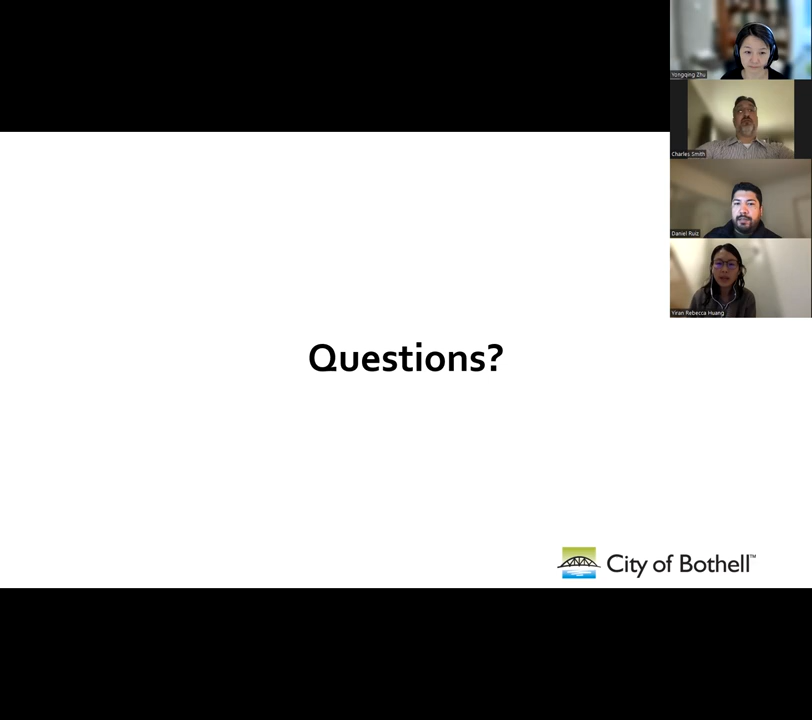 Yongqing Zhu
Charles Smith
Daniel Ruiz
Yiran Rebecca Huang
Questions?
City of Bothell™